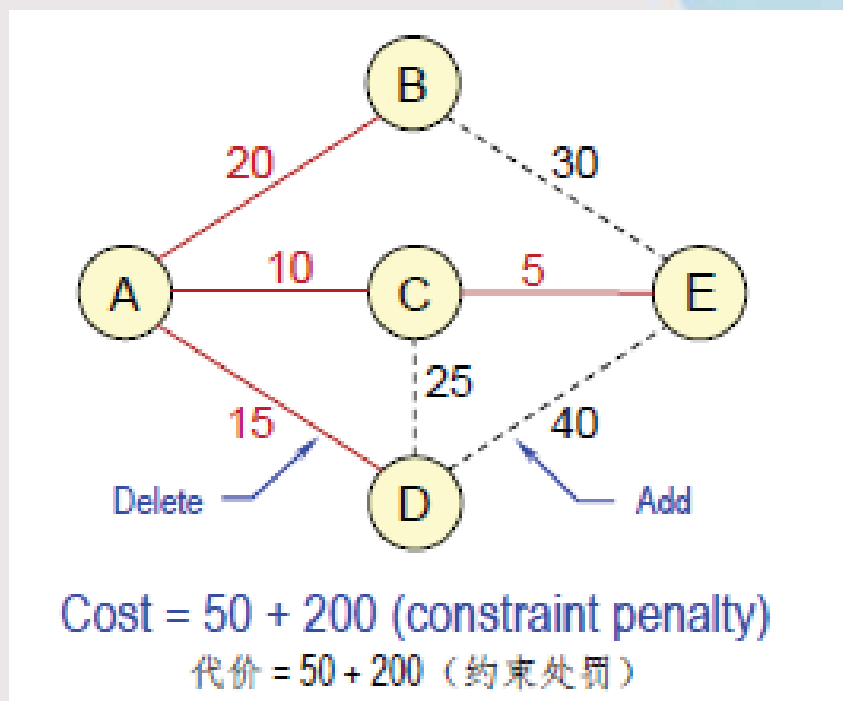 B
20
30
A
10
C
5
E
25
15
40
Delete
D
Add
Cost = 50 + 200 (constraint penalty)
代价 = 50 + 200（约束处罚）